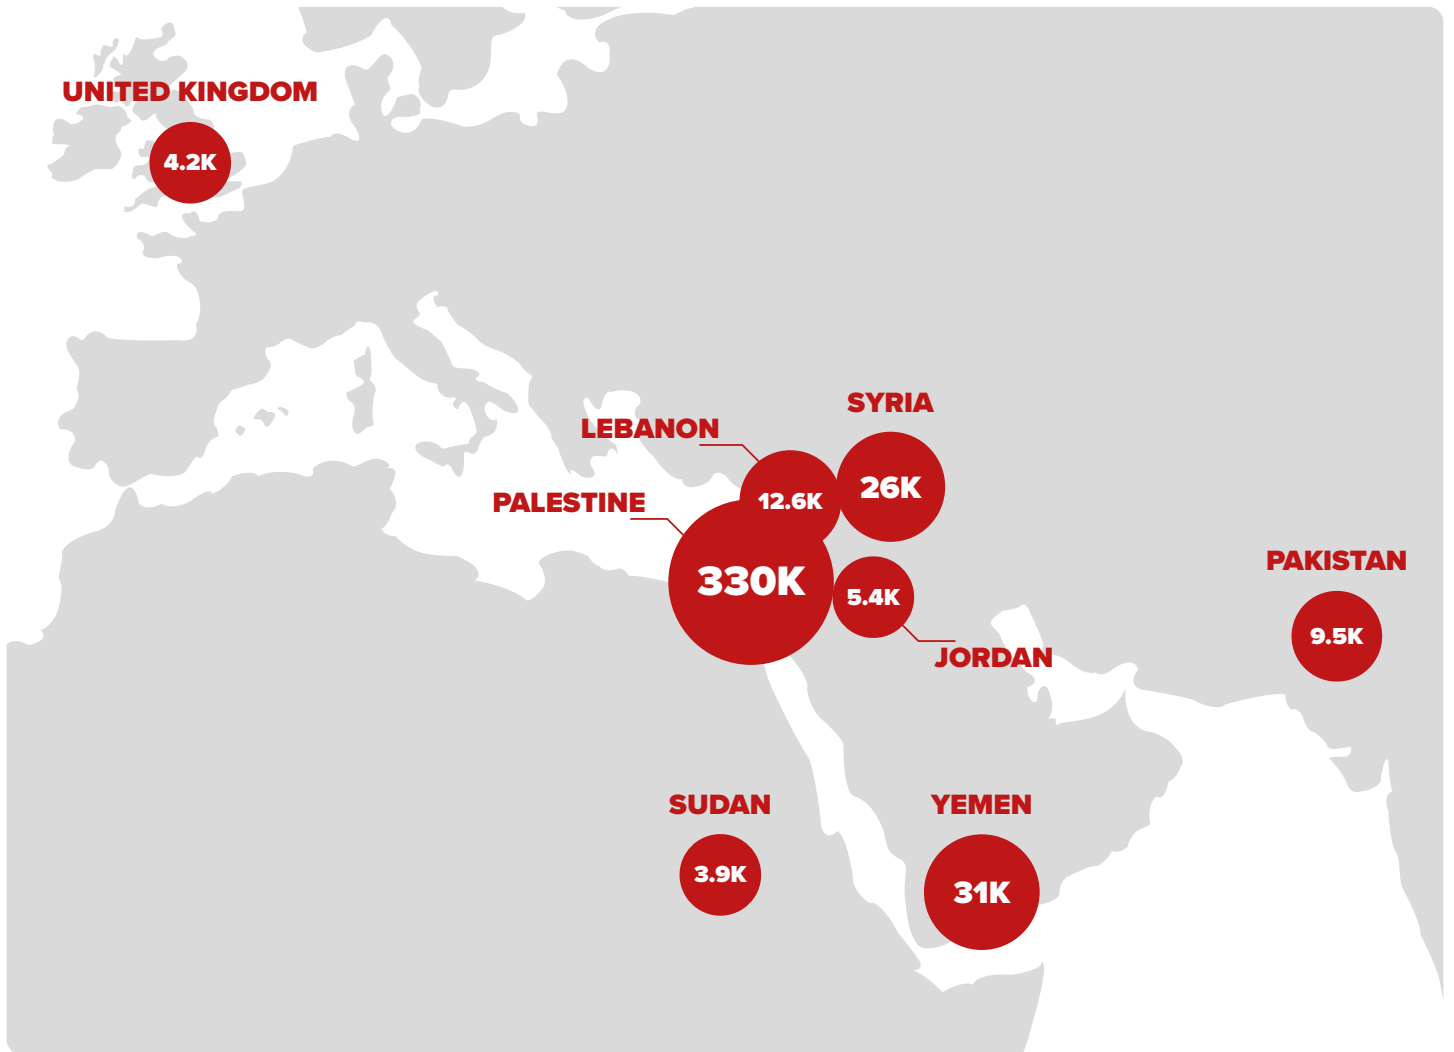 UNITED KINGDOM
4.2K
SYRIA
LEBANON
26K
12.6K
PALESTINE
330K
PAKISTAN
5.4K
9.5K
JORDAN
SUDAN
YEMEN
3.9K
31K